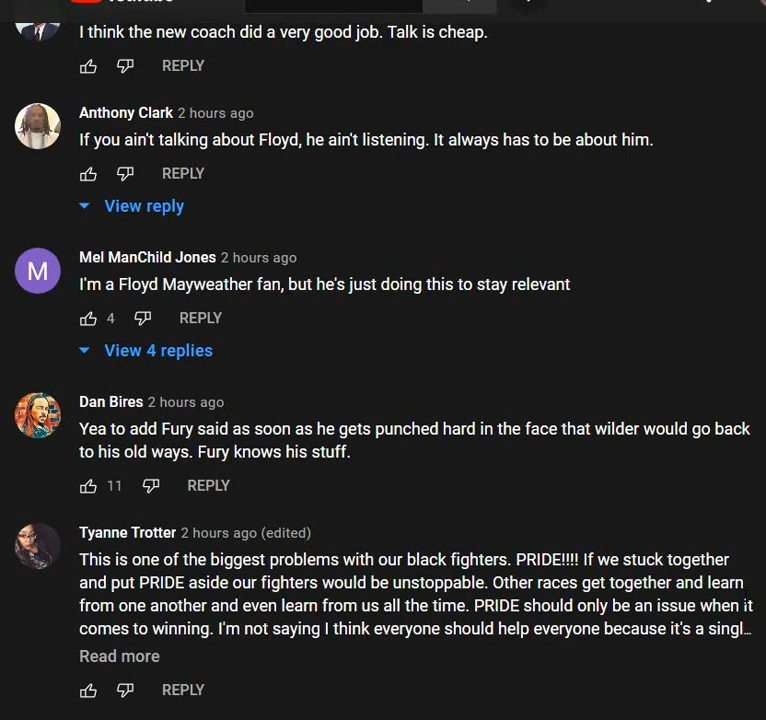 I think the new coach did a very good job. Talk is cheap.
REPLY
Anthony Clark 2 hours ago
If you ain't talking about Floyd, he ain't listening. It always has to be about him.
REPLY
View reply
M
Mel ManChild Jones 2 hours ago
I'm a Floyd Mayweather fan, but he's just doing this to stay relevant
4 REPLY
View 4 replies
Dan Bires 2 hours ago
Yea to add Fury said as soon as he gets punched hard in the face that wilder would go back
to his old ways. Fury knows his stuff.
11 REPLY
Tyanne Trotter 2 hours ago (edited)
This is one of the biggest problems with our black fighters. PRIDE!!!! If we stuck together
and put PRIDE aside our fighters would be unstoppable. Other races get together and learn
from one another and even learn from us all the time. PRIDE should only be an issue when it
comes to winning. I'm not saying I think everyone should help everyone because it's a singl…
Read more
REPLY